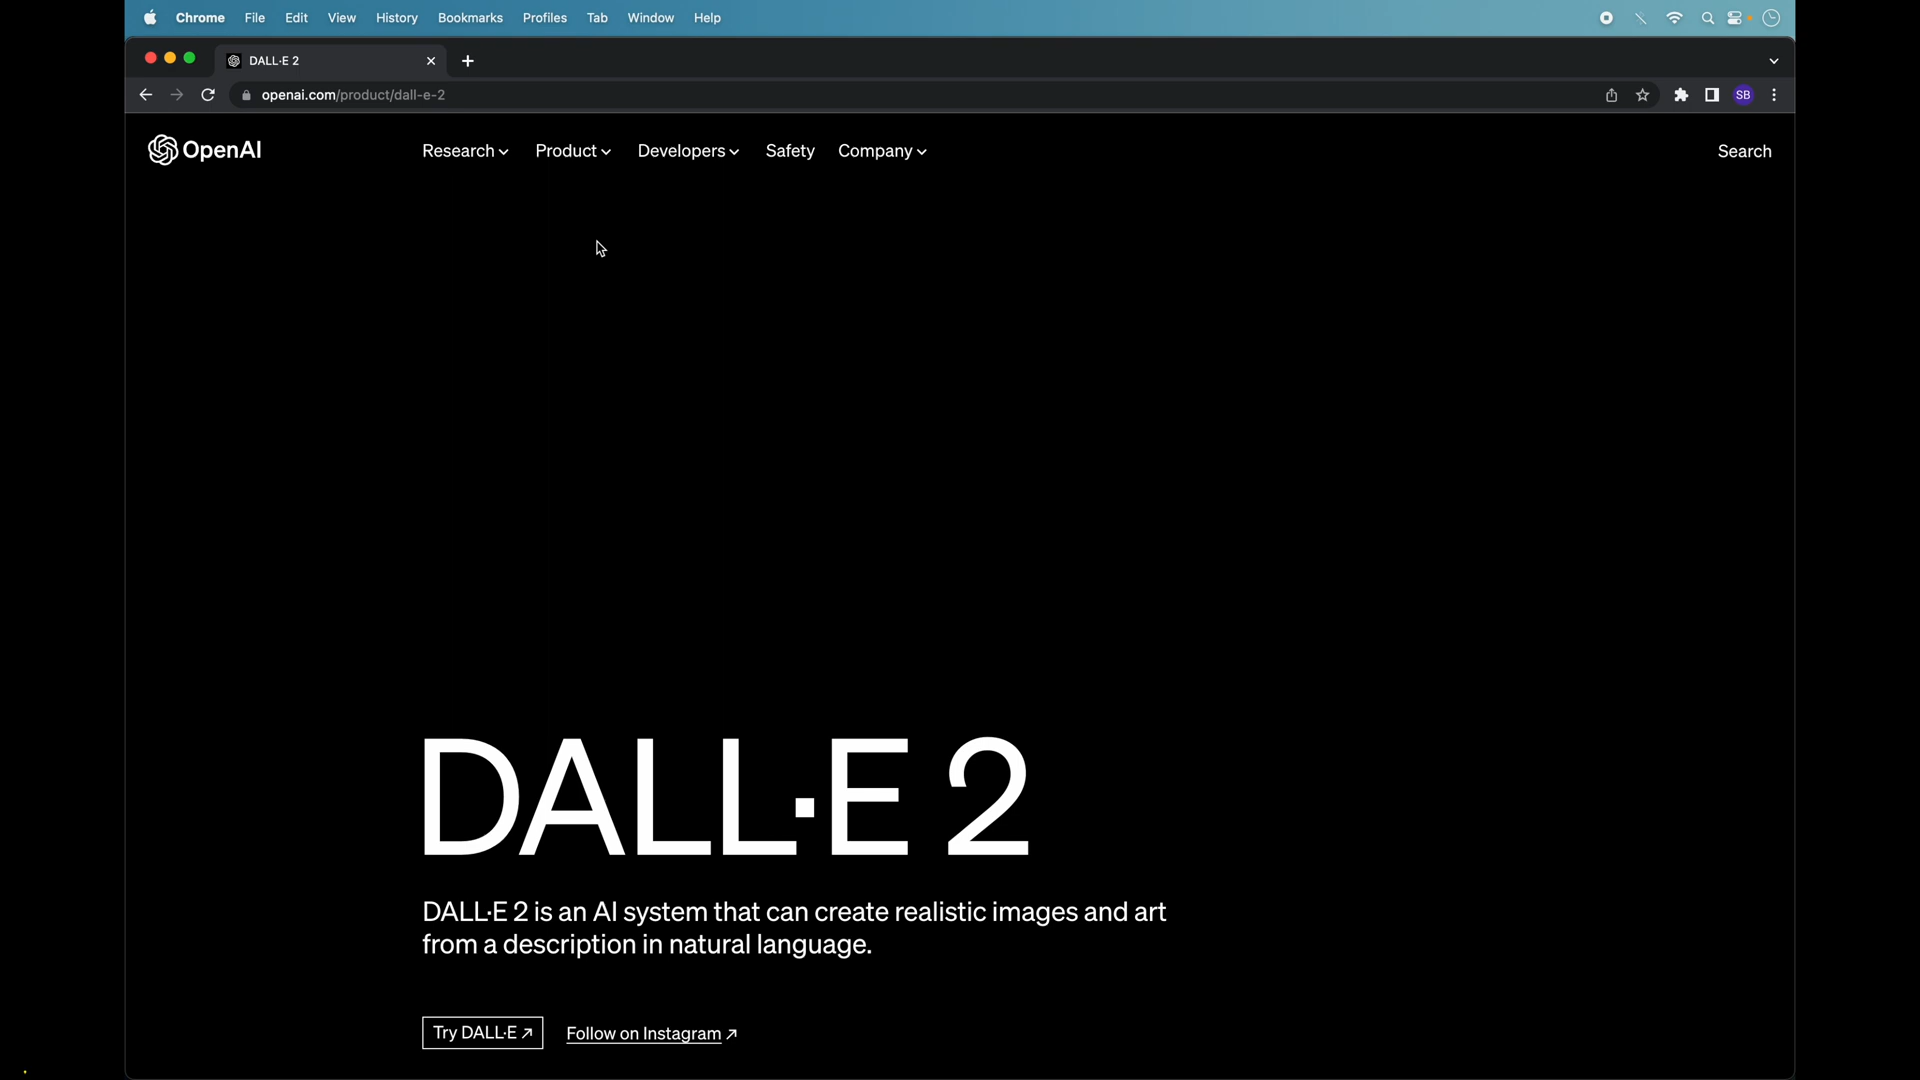 Chrome File Edit View History Bookmarks Profiles Tab Window Help
DALL·E 2
openai.com/product/dall-e-2
SB
OpenAI
Research Product Developers Safety Company Search
DALL·E 2
DALL·E 2 is an AI system that can create realistic images and art
from a description in natural language.
Try DALL·E ↗ Follow on Instagram ↗